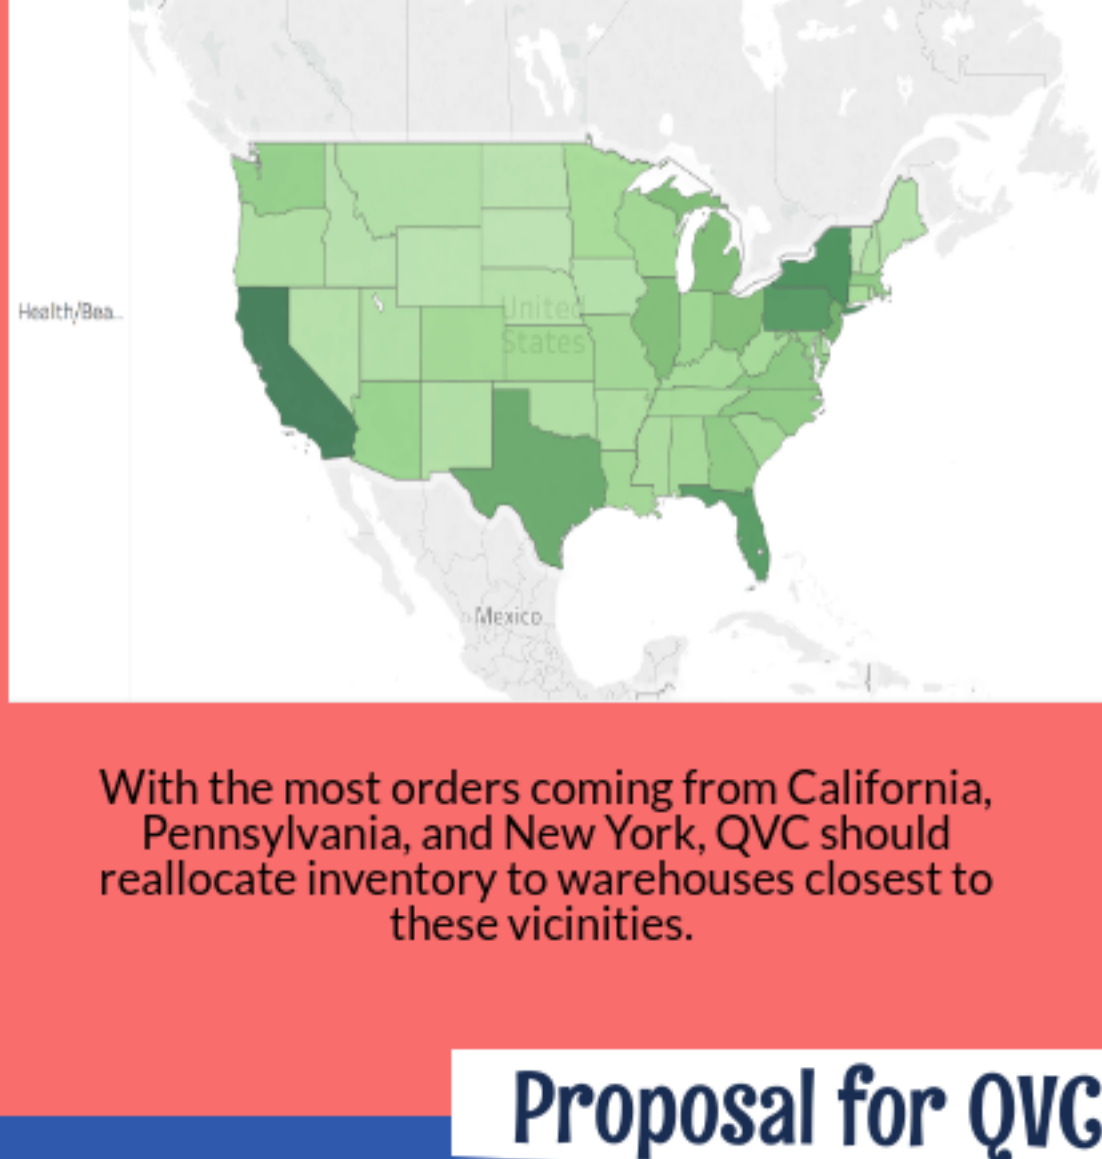 Health/Bea...
United
States
Mexico
With the most orders coming from California,
Pennsylvania, and New York, QVC should
reallocate inventory to warehouses closest to
these vicinities.
Proposal for QVC